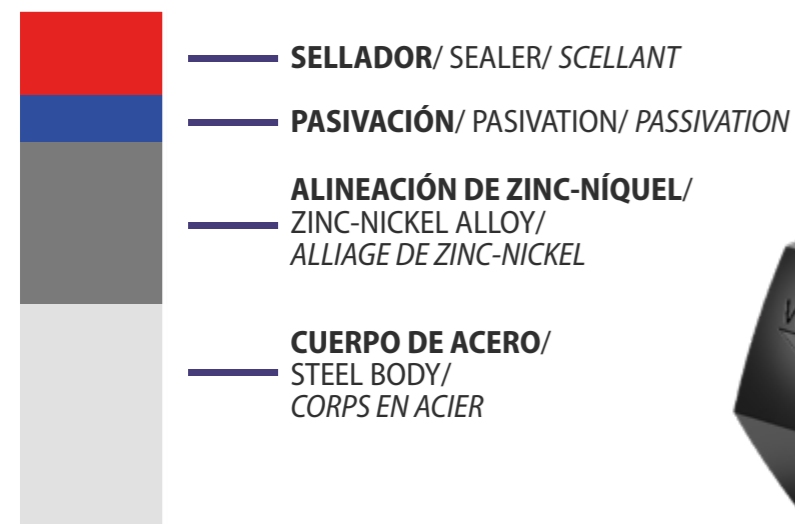 SELLADOR/ SEALER/ SCELLANT
PASIVACIÓN/ PASIVATION/ PASSIVATION
ALINEACIÓN DE ZINC-NÍQUEL/
ZINC-NICKEL ALLOY/
ALLIAGE DE ZINC-NICKEL
CUERPO DE ACERO/
STEEL BODY/
CORPS EN ACIER